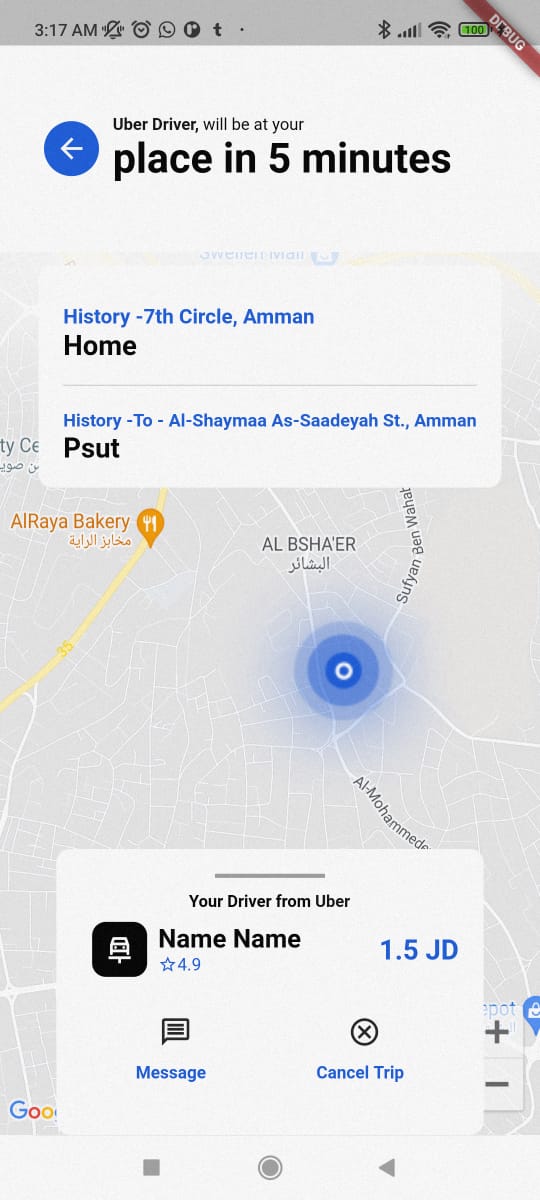 3:17 AM
100
DEBUG
Uber Driver, will be at your
place in 5 minutes
Swelieh Mall
History -7th Circle, Amman
Home
History -To - Al-Shaymaa As-Saadeyah St., Amman
Psut
ty Ce
AlRaya Bakery
مخابز الراية
AL BSHA'ER
البشائر
Sufyan Ben Wahat
35
Al-Mohammede
Your Driver from Uber
Name Name
4.9
1.5 JD
epot
Message
Cancel Trip
Goo